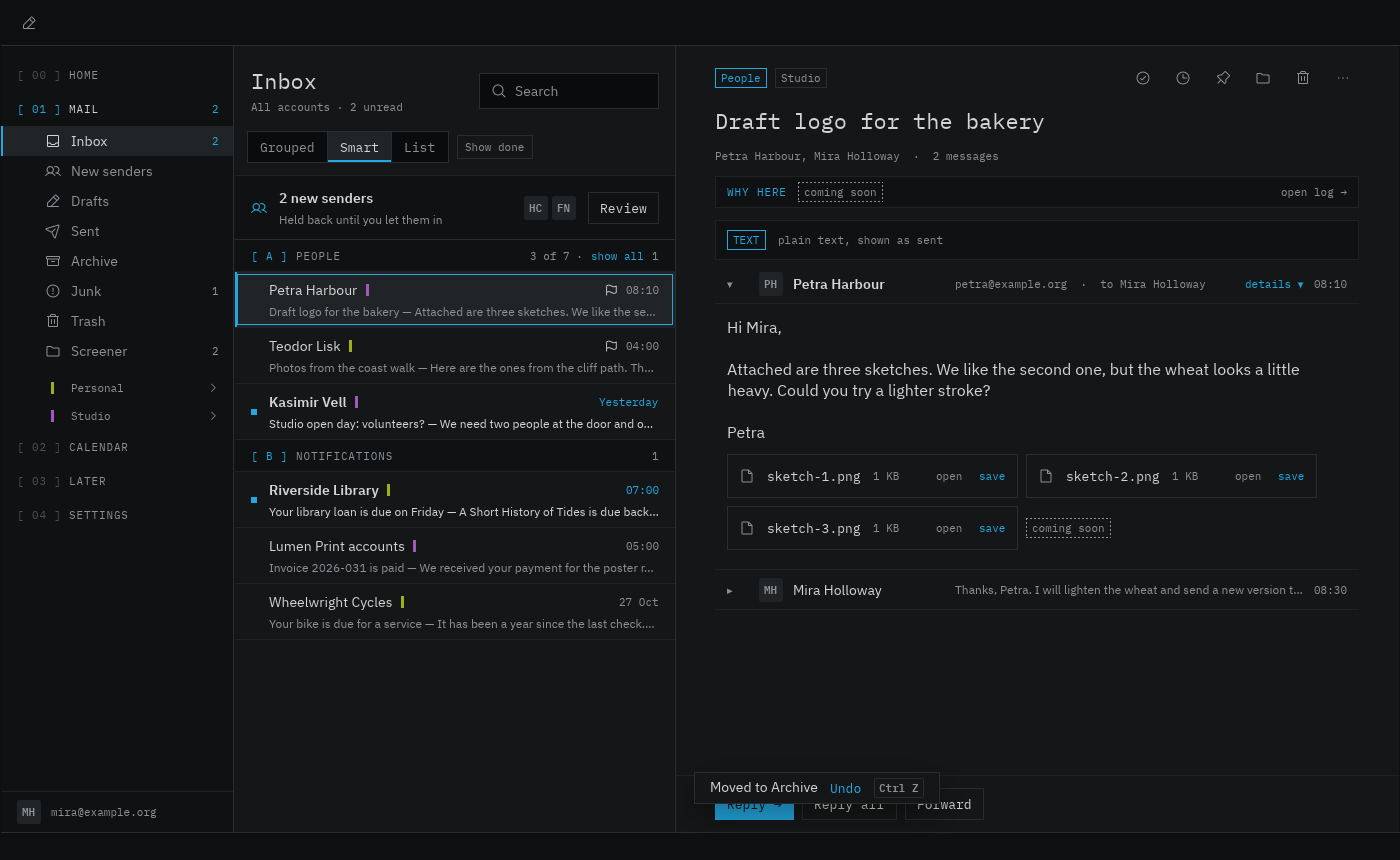 [ 00 ] HOME
[ 01 ] MAIL 2
Inbox 2
New senders
Drafts
Sent
Archive
Junk 1
Trash
Screener 2
Personal
Studio
[ 02 ] CALENDAR
[ 03 ] LATER
[ 04 ] SETTINGS
MH mira@example.org
Inbox
All accounts · 2 unread
Search
Grouped Smart List Show done
2 new senders
Held back until you let them in
HC FN Review
[ A ] PEOPLE 3 of 7 · show all 1
Petra Harbour 08:10
Draft logo for the bakery — Attached are three sketches. We like the se...
Teodor Lisk 04:00
Photos from the coast walk — Here are the ones from the cliff path. Th...
Kasimir Vell Yesterday
Studio open day: volunteers? — We need two people at the door and o...
[ B ] NOTIFICATIONS 1
Riverside Library 07:00
Your library loan is due on Friday — A Short History of Tides is due back...
Lumen Print accounts 05:00
Invoice 2026-031 is paid — We received your payment for the poster r...
Wheelwright Cycles 27 Oct
Your bike is due for a service — It has been a year since the last check....
People Studio
Draft logo for the bakery
Petra Harbour, Mira Holloway · 2 messages
WHY HERE coming soon open log →
TEXT plain text, shown as sent
▾ PH Petra Harbour petra@example.org · to Mira Holloway details ▾ 08:10
Hi Mira,
Attached are three sketches. We like the second one, but the wheat looks a little
heavy. Could you try a lighter stroke?
Petra
sketch-1.png 1 KB open save
sketch-2.png 1 KB open save
sketch-3.png 1 KB open save
coming soon
▸ MH Mira Holloway Thanks, Petra. I will lighten the wheat and send a new version t... 08:30
Moved to Archive Undo Ctrl Z
Reply → Reply all Forward